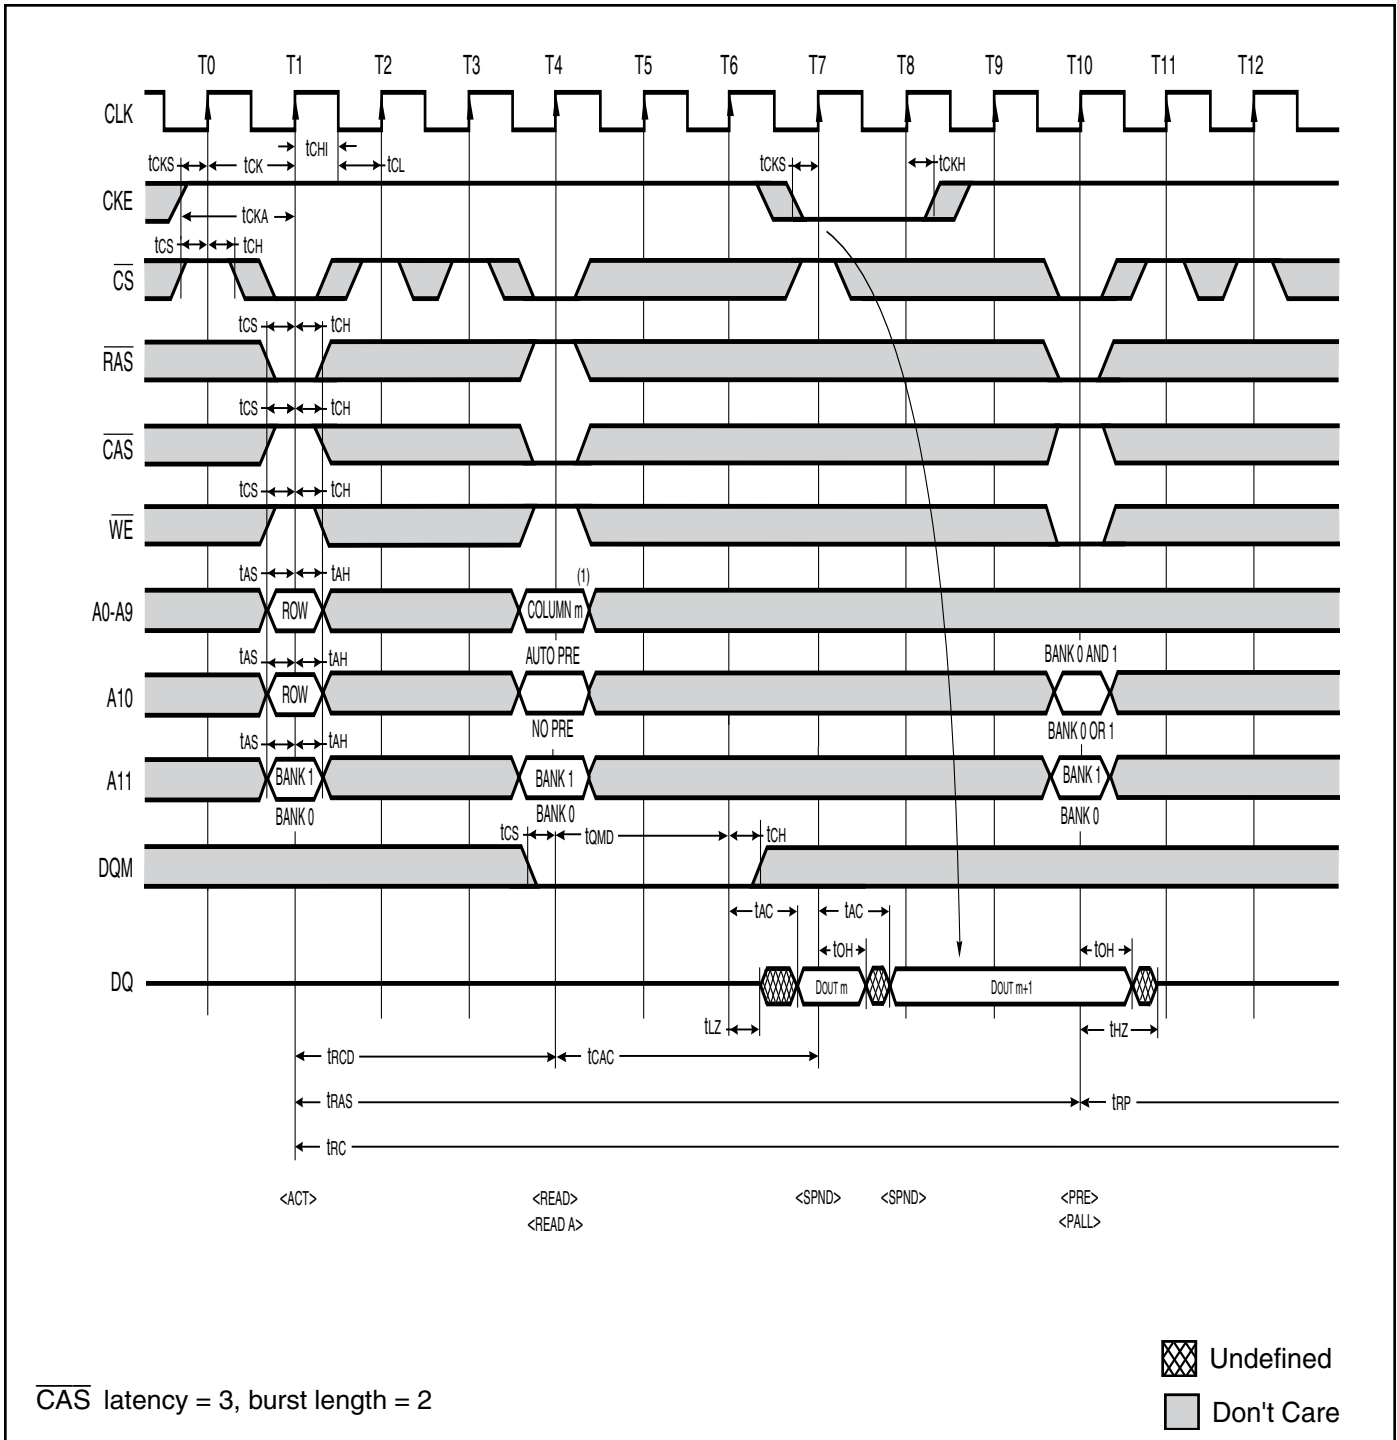 T0 T1 T2 T3 T4 T5 T6 T7 T8 T9 T10 T11 T12
CLK
tCHI
tCKS tCK tCL tCKS tCKH
CKE
tCKA
tCS tCH
CS
tCS tCH
RAS
tCS tCH
CAS
tCS tCH
WE
tAS tAH (1)
A0-A9 ROW COLUMN m
tAS tAH AUTO PRE BANK 0 AND 1
A10 ROW
NO PRE BANK 0 OR 1
tAS tAH
A11 BANK 1 BANK 1 BANK 1
BANK 0 BANK 0 BANK 0
tCS tQMD tCH
DQM
tAC tAC
tOH tOH
DQ DOUT m DOUT m+1
tLZ tHZ
tRCD tCAC
tRAS tRP
tRC
<ACT> <READ> <SPND> <SPND> <PRE>
<READ A> <PALL>
Undefined
CAS latency = 3, burst length = 2
Don't Care